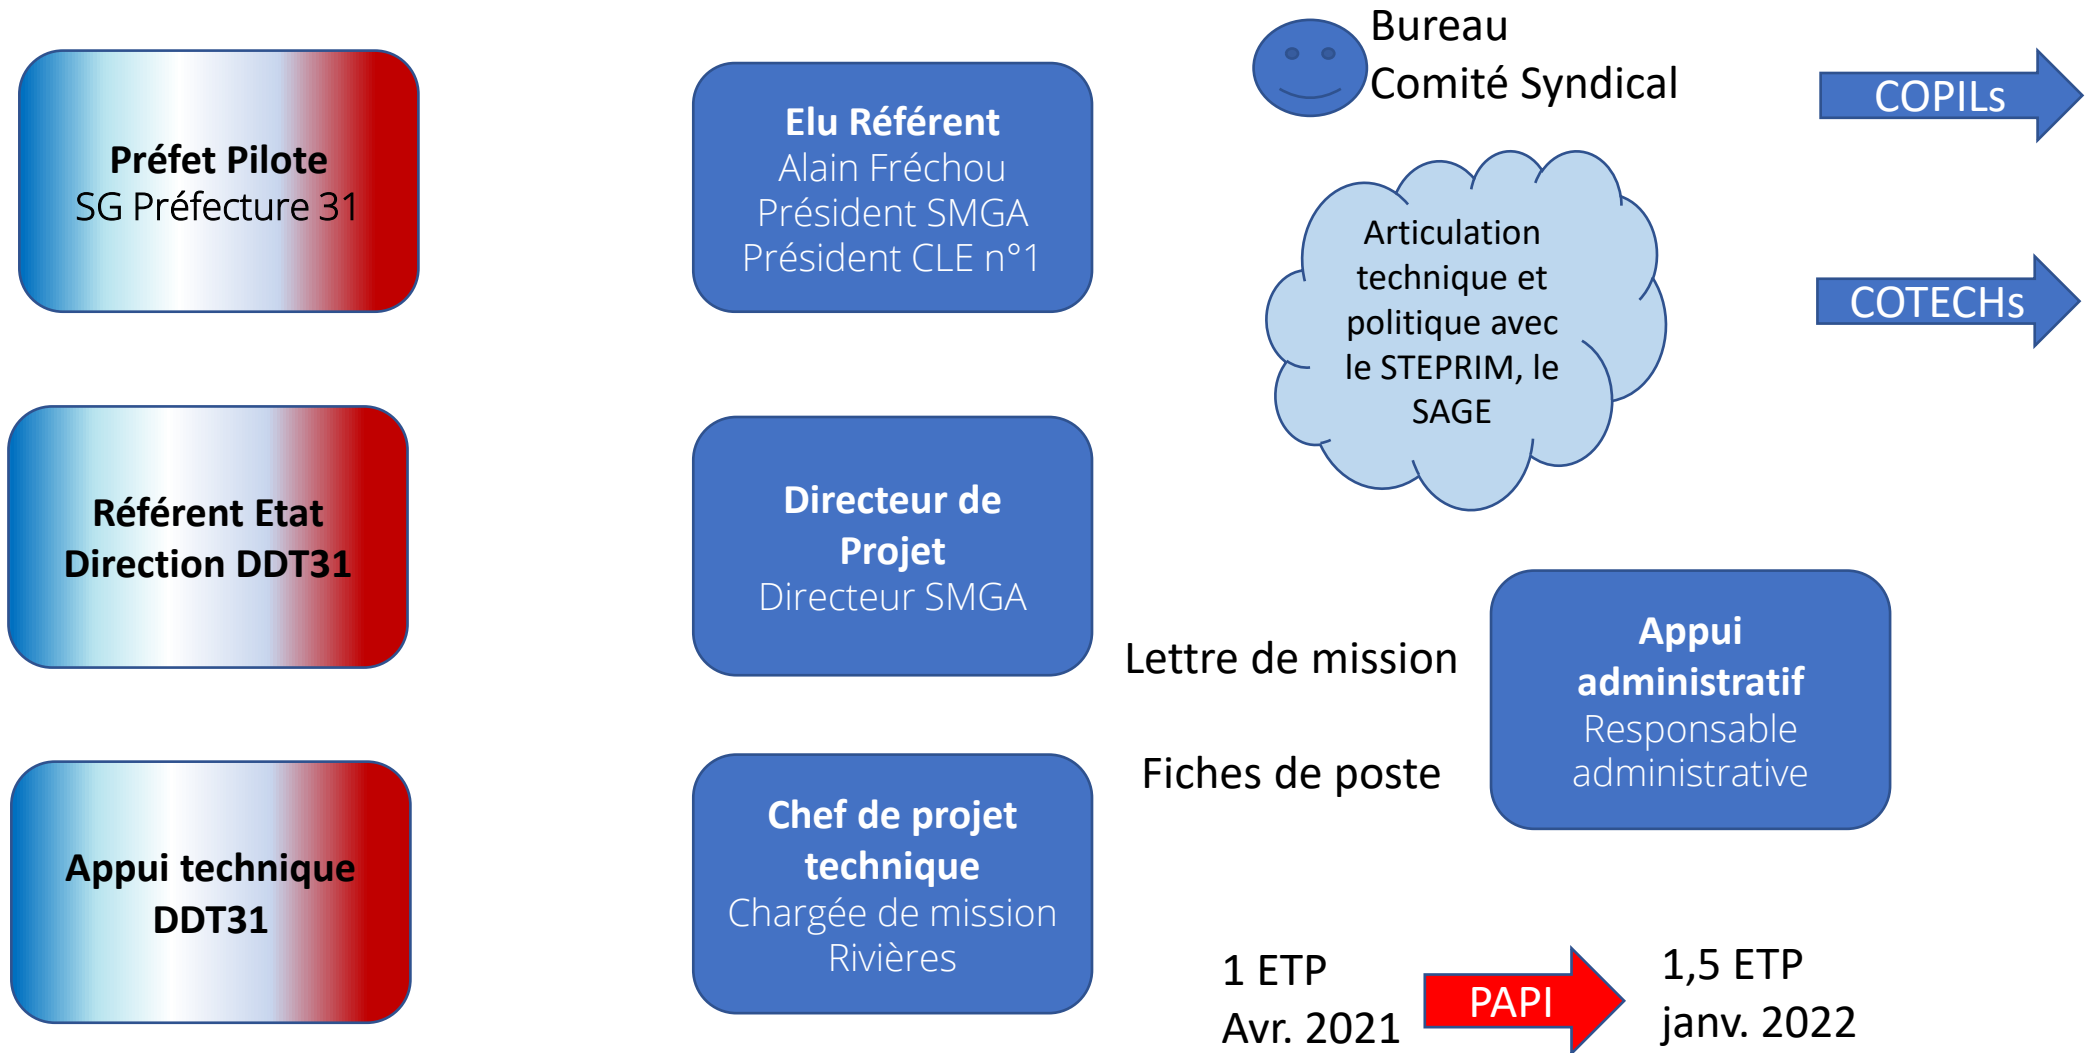 Préfet Pilote
SG Préfecture 31
Elu Référent
Alain Fréchou
Président SMGA
Président CLE n°1
Bureau
Comité Syndical
COPILs
Articulation
technique et
politique avec
le STEPRIM, le
SAGE
COTECHs
Référent Etat
Direction DDT31
Directeur de
Projet
Directeur SMGA
Lettre de mission
Fiches de poste
Appui
administratif
Responsable
administrative
Appui technique
DDT31
Chef de projet
technique
Chargée de mission
Rivières
1 ETP
Avr. 2021
PAPI
1,5 ETP
janv. 2022